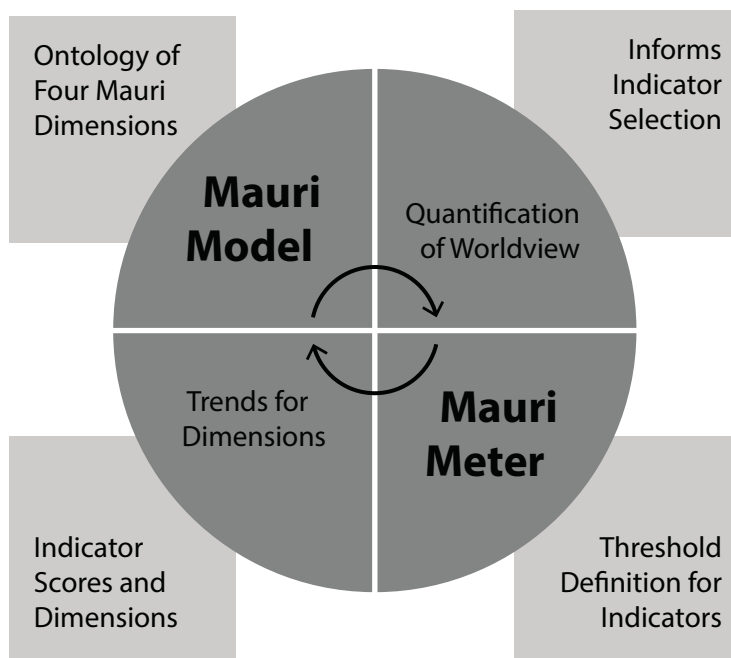 Ontology of
Four Mauri
Dimensions
Informs
Indicator
Selection
Mauri
Model
Quantification
of Worldview
Trends for
Dimensions
Mauri
Meter
Indicator
Scores and
Dimensions
Threshold
Definition for
Indicators